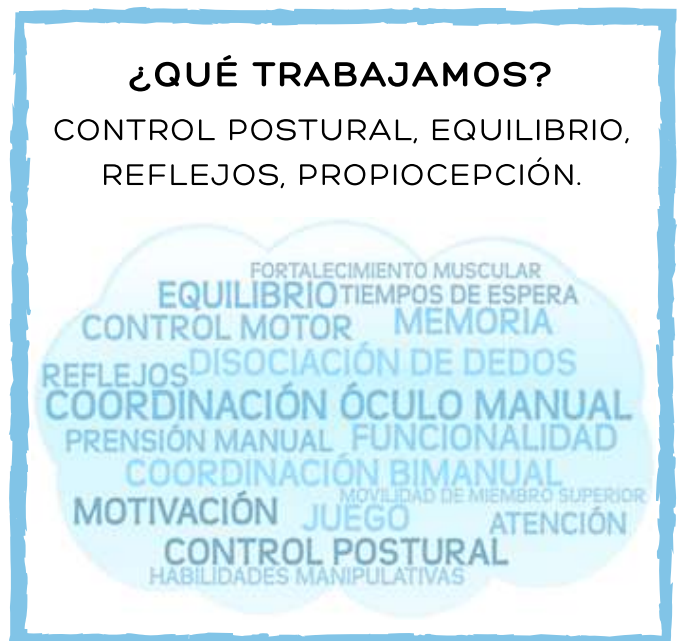 ¿QUÉ TRABAJAMOS?
CONTROL POSTURAL, EQUILIBRIO,
REFLEJOS, PROPIOCEPCIÓN.
FORTALECIMIENTO MUSCULAR
EQUILIBRIO TIEMPOS DE ESPERA
CONTROL MOTOR MEMORIA
REFLEJOS DISOCIACIÓN DE DEDOS
COORDINACIÓN ÓCULO MANUAL
PRENSIÓN MANUAL FUNCIONALIDAD
COORDINACIÓN BIMANUAL
MOVILIDAD DE MIEMBRO SUPERIOR
MOTIVACIÓN JUEGO ATENCIÓN
CONTROL POSTURAL
HABILIDADES MANIPULATIVAS